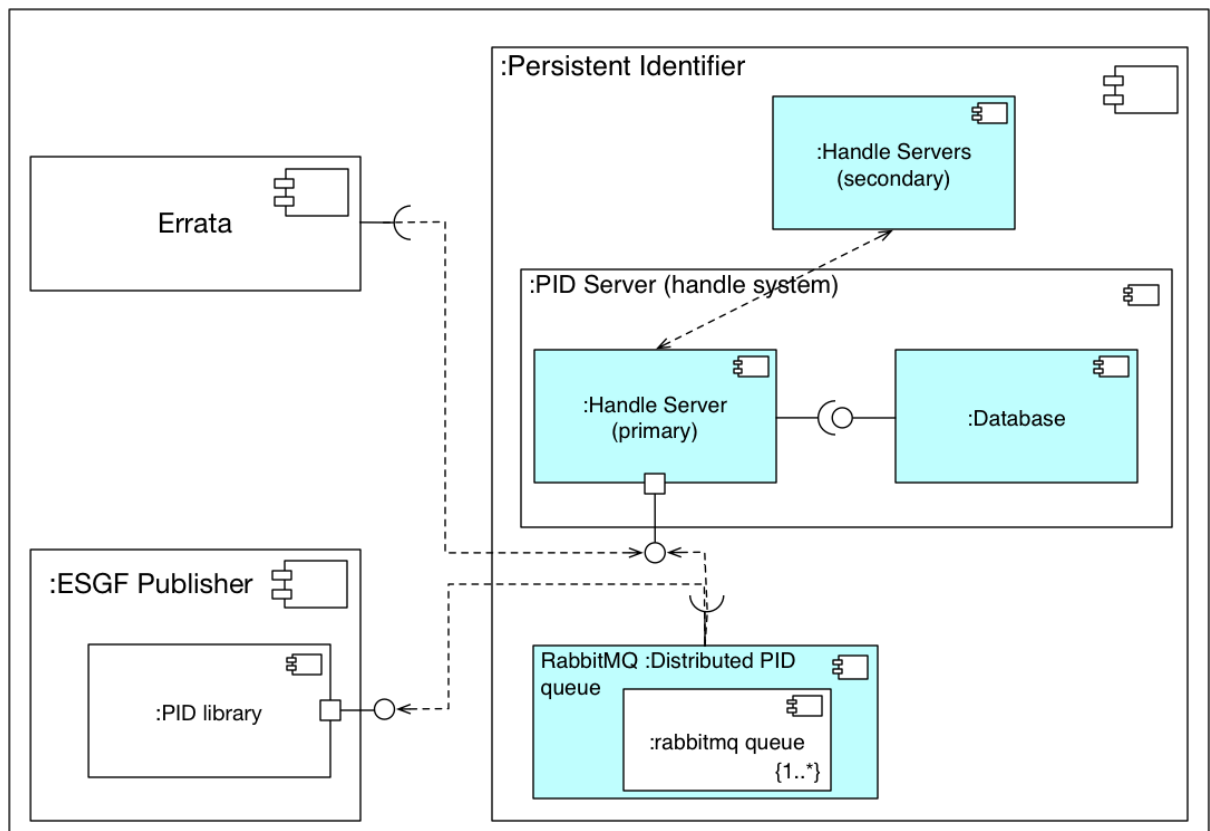 :Persistent Identifier
:Handle Servers
(secondary)
Errata
:PID Server (handle system)
:Handle Server
(primary)
:Database
:ESGF Publisher
:PID library
RabbitMQ :Distributed PID
queue
:rabbitmq queue
{1..*}